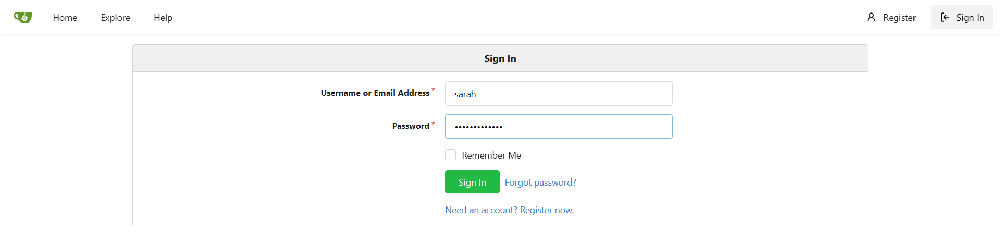 Home Explore Help Register Sign In
Sign In
Username or Email Address*
sarah
Password*
•••••••••••••
Remember Me
Sign In Forgot password?
Need an account? Register now.